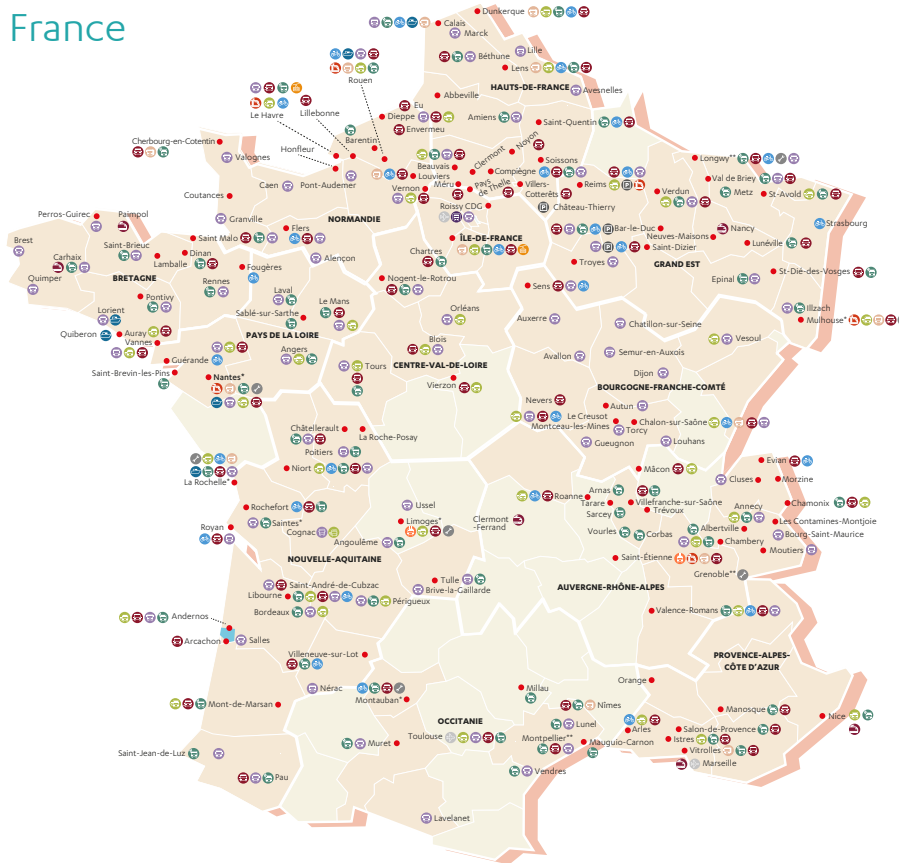 France
Dunkerque
Calais
Marck
Lille
Béthune
Lens
HAUTS-DE-FRANCE
Avesnelles
Rouen
Abbeville
Le Havre
Lillebonne
Eu
Dieppe
Amiens
Saint-Quentin
Envermeu
Cherbourg-en-Cotentin
Barentin
Honfleur
Valognes
Beauvais
Clermont
Noyon
Soissons
Longwy**
Louviers
Compiègne
Caen
Pont-Audemer
Vernon
Méru
Pays
de Thelle
Villers-
Cotterêts
Reims
Verdun
Val de Briey
Metz
St-Avold
Coutances
Roissy CDG
Château-Thierry
Perros-Guirec
Paimpol
Granville
NORMANDIE
Strasbourg
Brest
Saint Malo
Flers
Bar-le-Duc
Nancy
Neuves-Maisons
Carhaix
Saint-Brieuc
Dinan
Chartres
ÎLE-DE-FRANCE
Saint-Dizier
Lunéville
Lamballe
Alençon
Troyes
GRAND EST
BRETAGNE
Fougères
Nogent-le-Rotrou
St-Dié-des-Vosges
Quimper
Rennes
Laval
Sens
Epinal
Pontivy
Le Mans
Lorient
Sablé-sur-Sarthe
Orléans
Auxerre
Illzach
Chatillon-sur-Seine
Mulhouse*
Quiberon
Auray
Vannes
PAYS DE LA LOIRE
Blois
Vesoul
Angers
Avallon
Semur-en-Auxois
Guérande
Tours
CENTRE-VAL-DE-LOIRE
Dijon
Saint-Brevin-les-Pins
Nantes*
Vierzon
BOURGOGNE-FRANCHE-COMTÉ
Nevers
Autun
Le Creusot
Chalon-sur-Saône
Montceau-les-Mines
Torcy
Châtellerault
La Roche-Posay
Gueugnon
Louhans
Poitiers
Niort
Mâcon
Evian
La Rochelle*
Cluses
Morzine
Roanne
Arnas
Annecy
Rochefort
Ussel
Tarare
Villefranche-sur-Saône
Chamonix
Sarcey
Trévoux
Saintes*
Limoges*
Clermont
-Ferrand
Albertville
Les Contamines-Montjoie
Royan
Cognac
Vourles
Corbas
Bourg-Saint-Maurice
Angoulême
Chambery
Moutiers
NOUVELLE-AQUITAINE
Saint-Étienne
Grenoble**
Tulle
Saint-André-de-Cubzac
Brive-la-Gaillarde
AUVERGNE-RHÔNE-ALPES
Libourne
Périgueux
Bordeaux
Valence-Romans
Andernos
Arcachon
Salles
Villeneuve-sur-Lot
PROVENCE-ALPES-
CÔTE D'AZUR
Orange
Nérac
Millau
Montauban*
Mont-de-Marsan
Nîmes
Manosque
OCCITANIE
Nice
Lunel
Arles
Salon-de-Provence
Toulouse
Montpellier**
Istres
Muret
Mauguio-Carnon
Vitrolles
Saint-Jean-de-Luz
Marseille
Vendres
Pau
Lavelanet